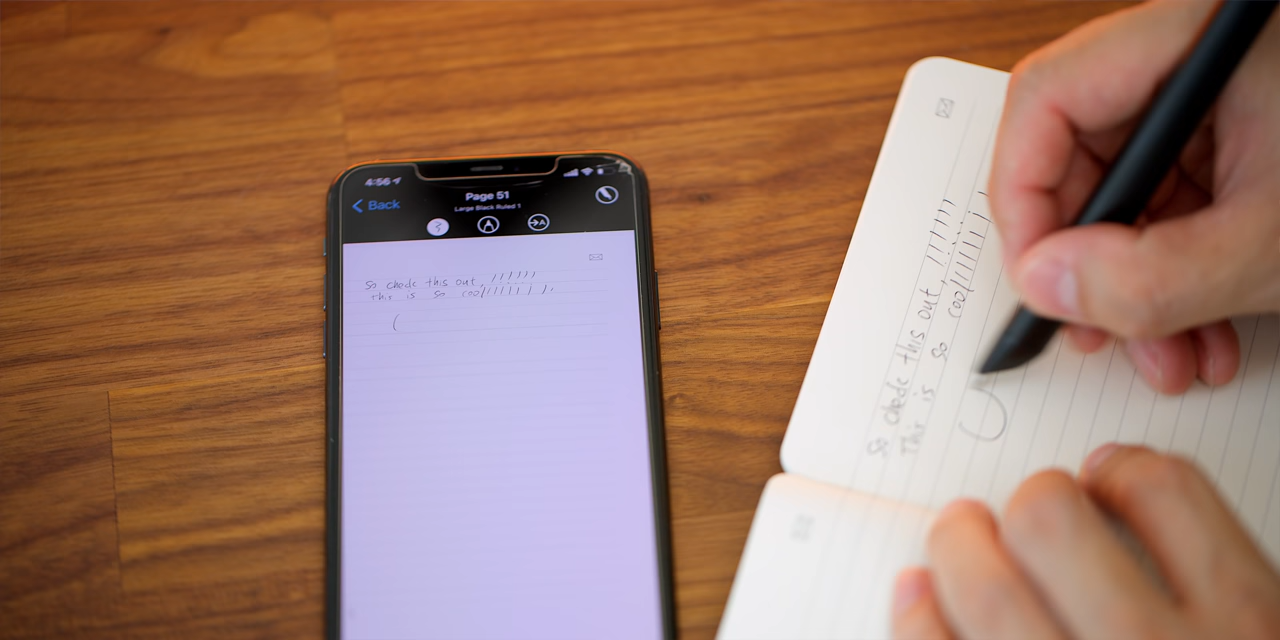 4:56
Back
Page 51
Large Black Ruled 1
A
So check this out, !!!!!!
This is so cool!!!!!!!
So check this out, !!!!!!
This is so cool!!!!!!!